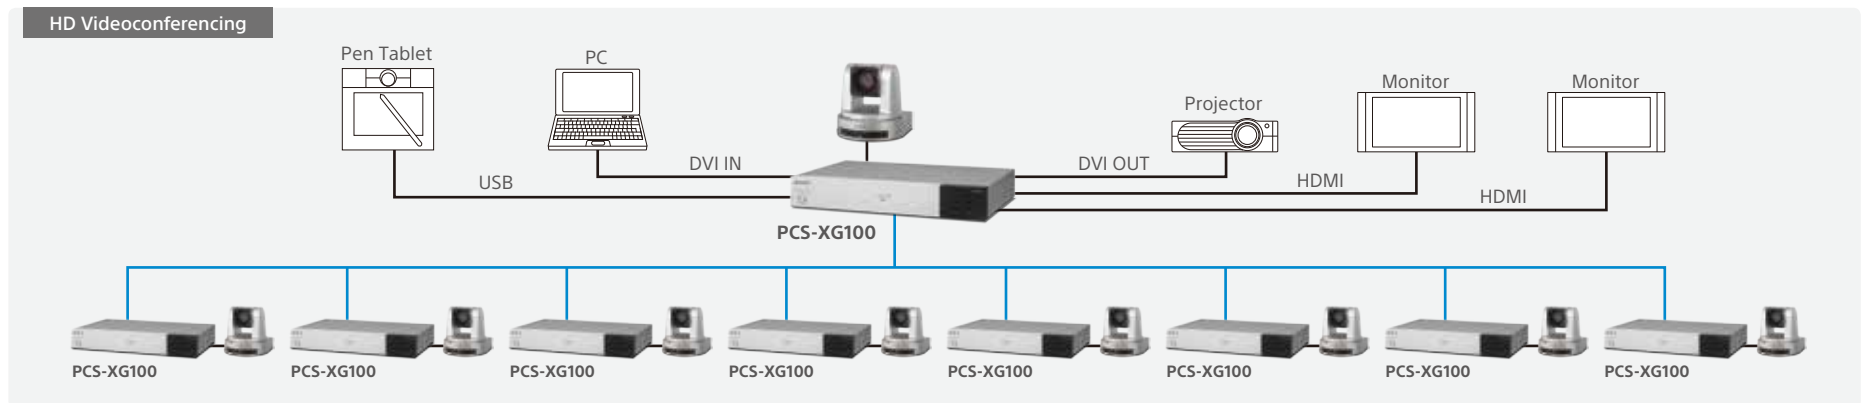 HD Videoconferencing
Pen Tablet
PC
Projector
Monitor
Monitor
USB
DVI IN
DVI OUT
HDMI
HDMI
PCS-XG100
PCS-XG100
PCS-XG100
PCS-XG100
PCS-XG100
PCS-XG100
PCS-XG100
PCS-XG100
PCS-XG100